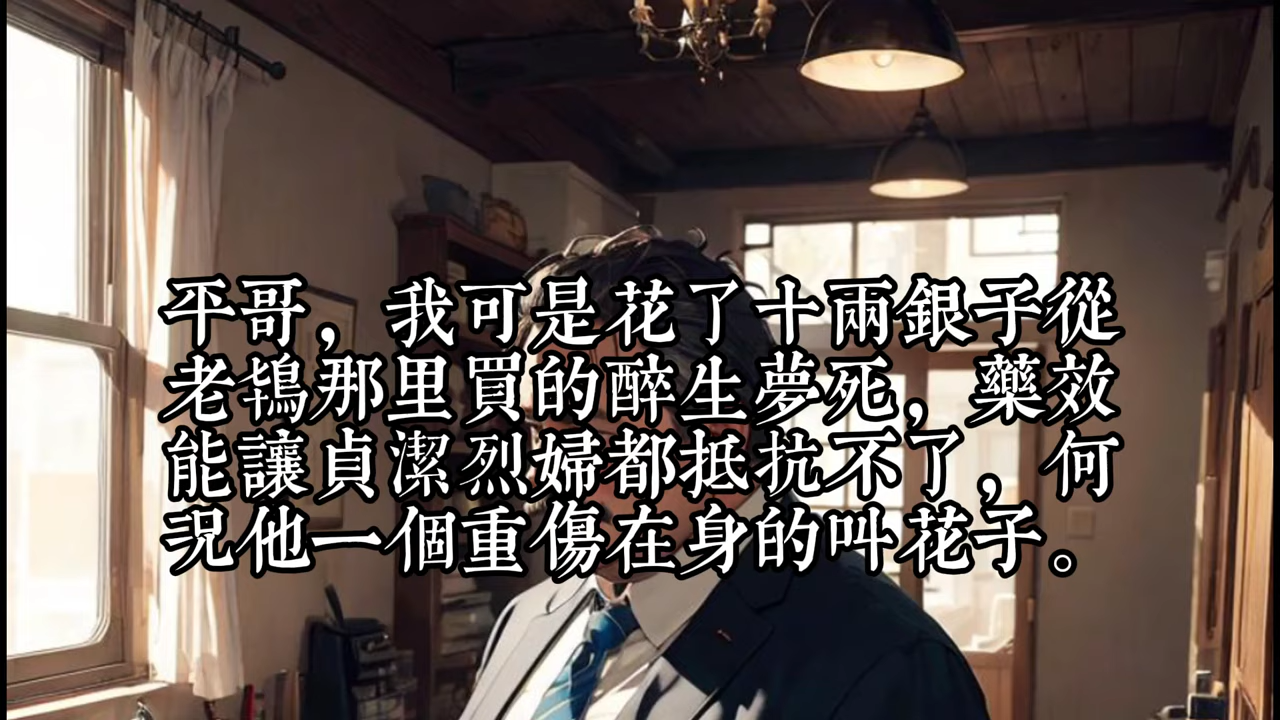 平哥，我可是花了十兩銀子從
老鴇那里買的醉生夢死，藥效
能讓貞潔烈婦都抵抗不了，何
況他一個重傷在身的叫花子。